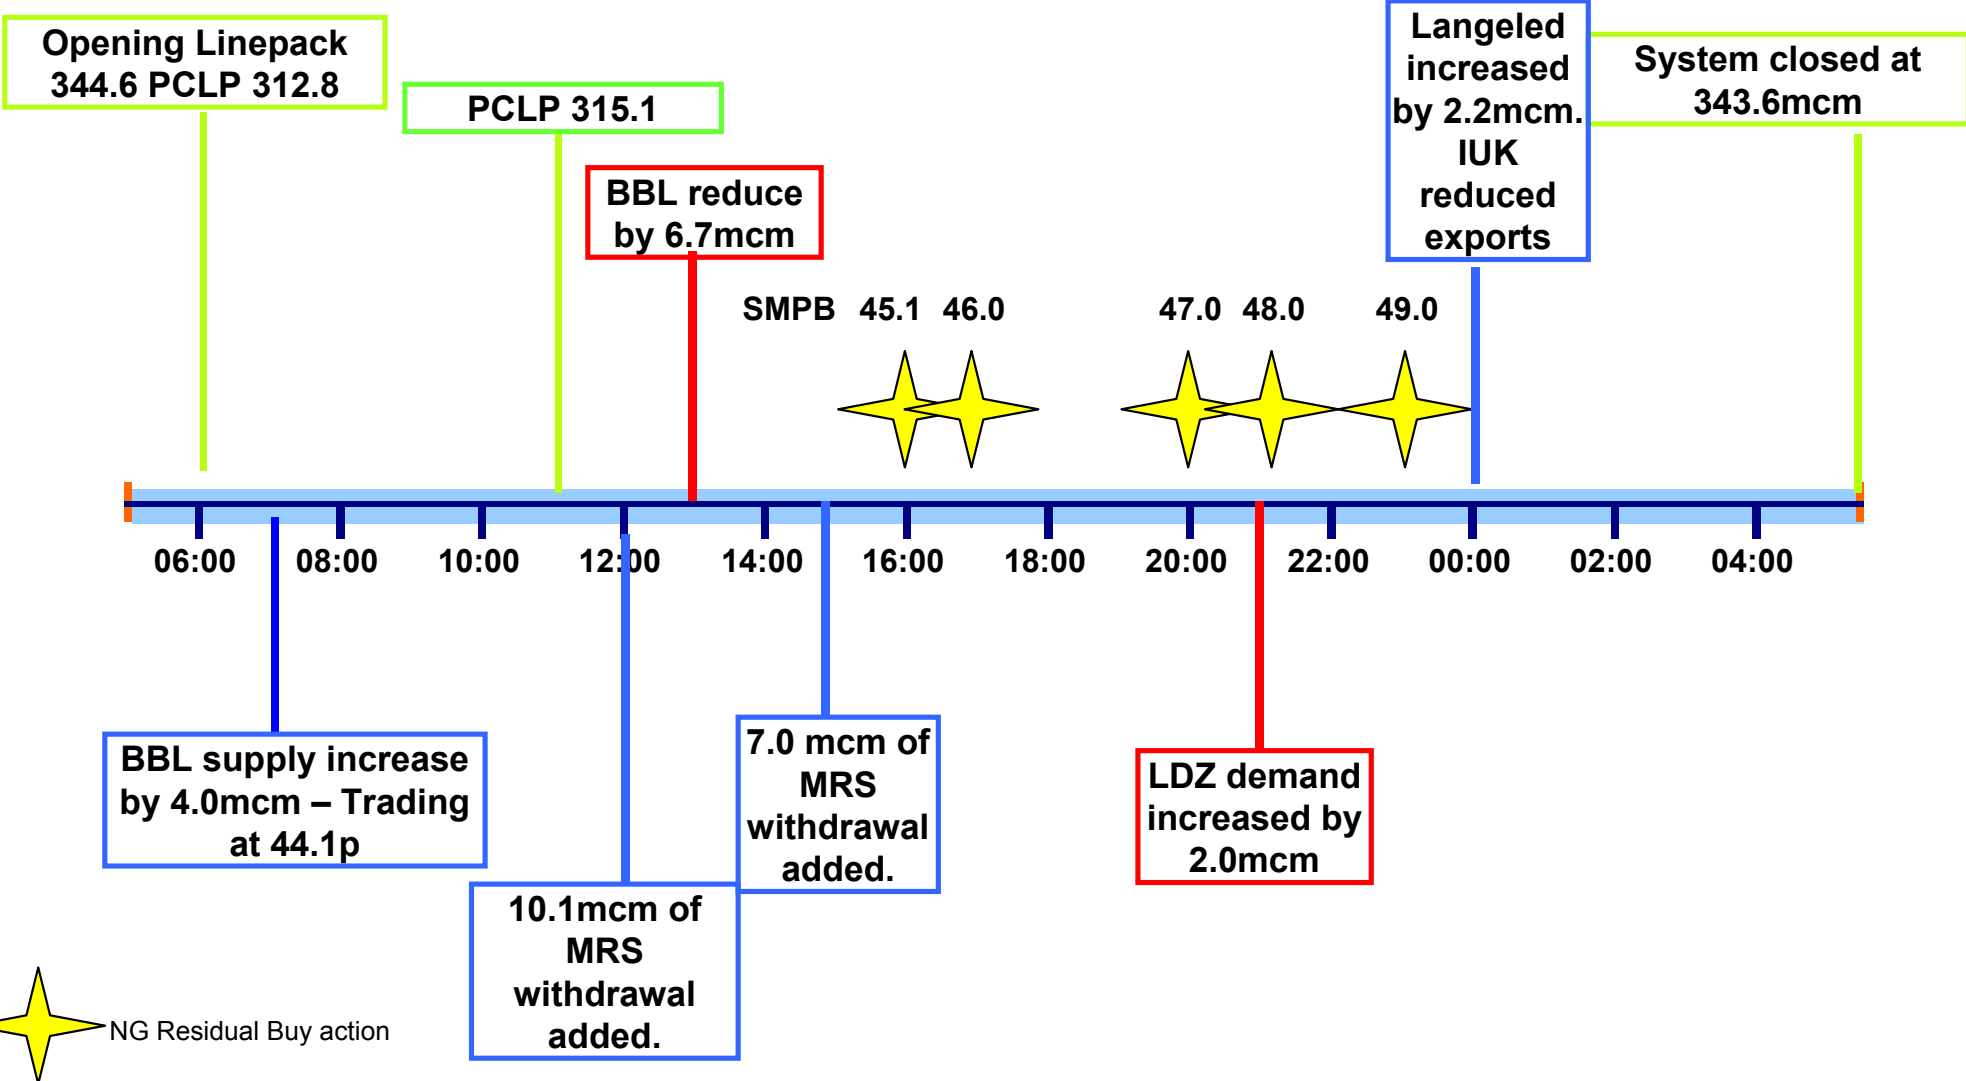 Opening Linepack
344.6 PCLP 312.8
PCLP 315.1
BBL reduce
by 6.7mcm
Langeled
increased
by 2.2mcm.
IUK
reduced
exports
System closed at
343.6mcm
SMPB 45.1 46.0 47.0 48.0 49.0
06:00 08:00 10:00 12:00 14:00 16:00 18:00 20:00 22:00 00:00 02:00 04:00
BBL supply increase
by 4.0mcm – Trading
at 44.1p
10.1mcm of
MRS
withdrawal
added.
7.0 mcm of
MRS
withdrawal
added.
LDZ demand
increased by
2.0mcm
NG Residual Buy action